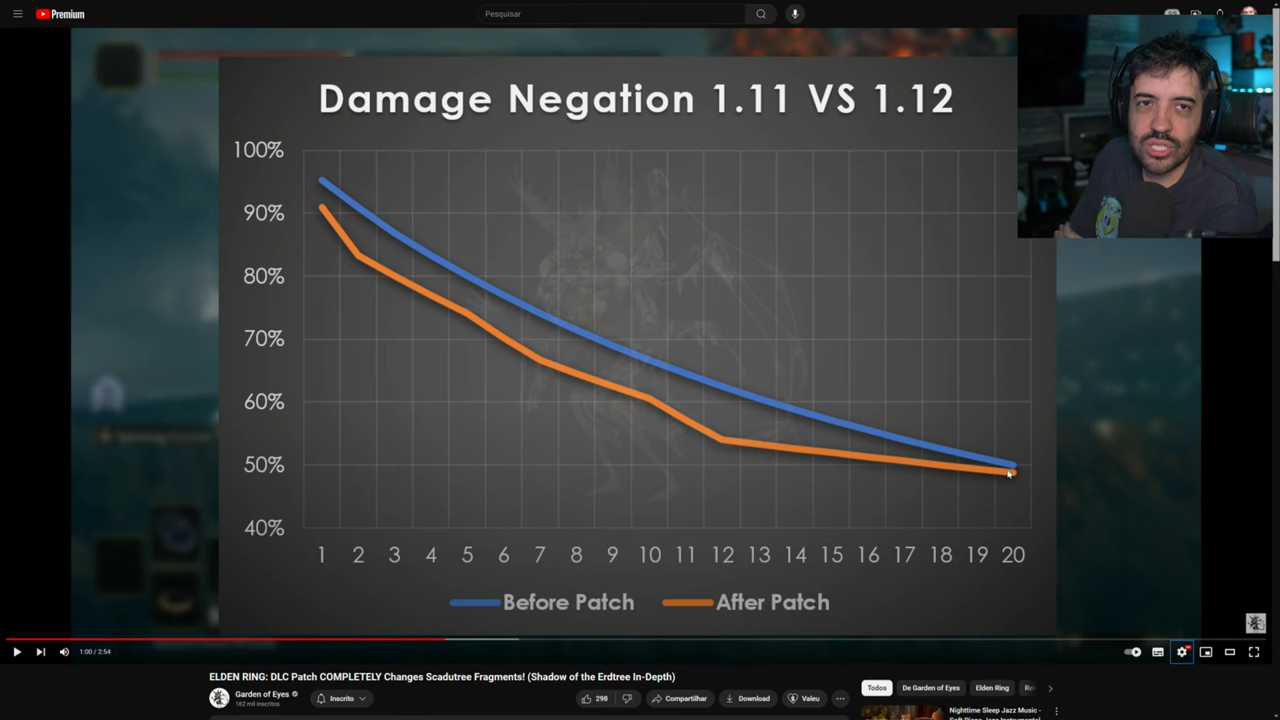 Premium
Pesquisar
Damage Negation 1.11 VS 1.12
100%
90%
80%
70%
60%
50%
40%
1 2 3 4 5 6 7 8 9 10 11 12 13 14 15 16 17 18 19 20
Before Patch After Patch
1:00 / 2:54
ELDEN RING: DLC Patch COMPLETELY Changes Scadutree Fragments! (Shadow of the Erdtree In-Depth)
Garden of Eyes
162 mil inscritos
Inscrito
298
Compartilhar
Download
Valeu
Todos De Garden of Eyes Elden Ring
Nighttime Sleep Jazz Music -